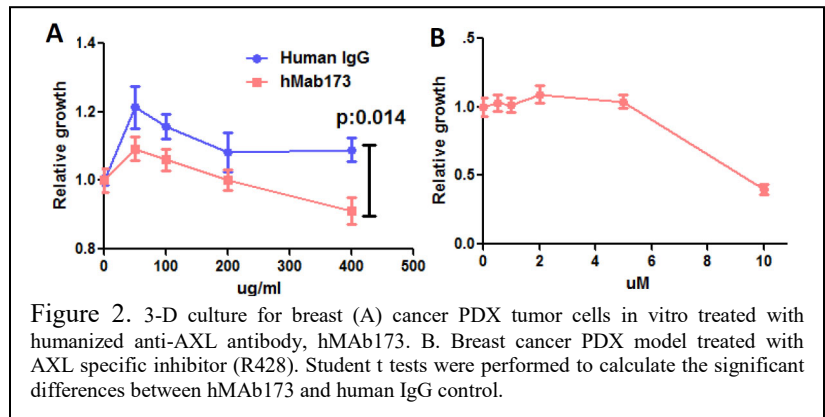 A
Relative growth
1.4
1.2
1.0
0.8
Human IgG
hMab173
p:0.014
0 100 200 300 400 500
ug/ml
B
Relative growth
.5
1.0
0.5
0.0
0 2 4 6 8 10
uM
Figure 2. 3-D culture for breast (A) cancer PDX tumor cells in vitro treated with
humanized anti-AXL antibody, hMAb173. B. Breast cancer PDX model treated with
AXL specific inhibitor (R428). Student t tests were performed to calculate the significant
differences between hMAb173 and human IgG control.